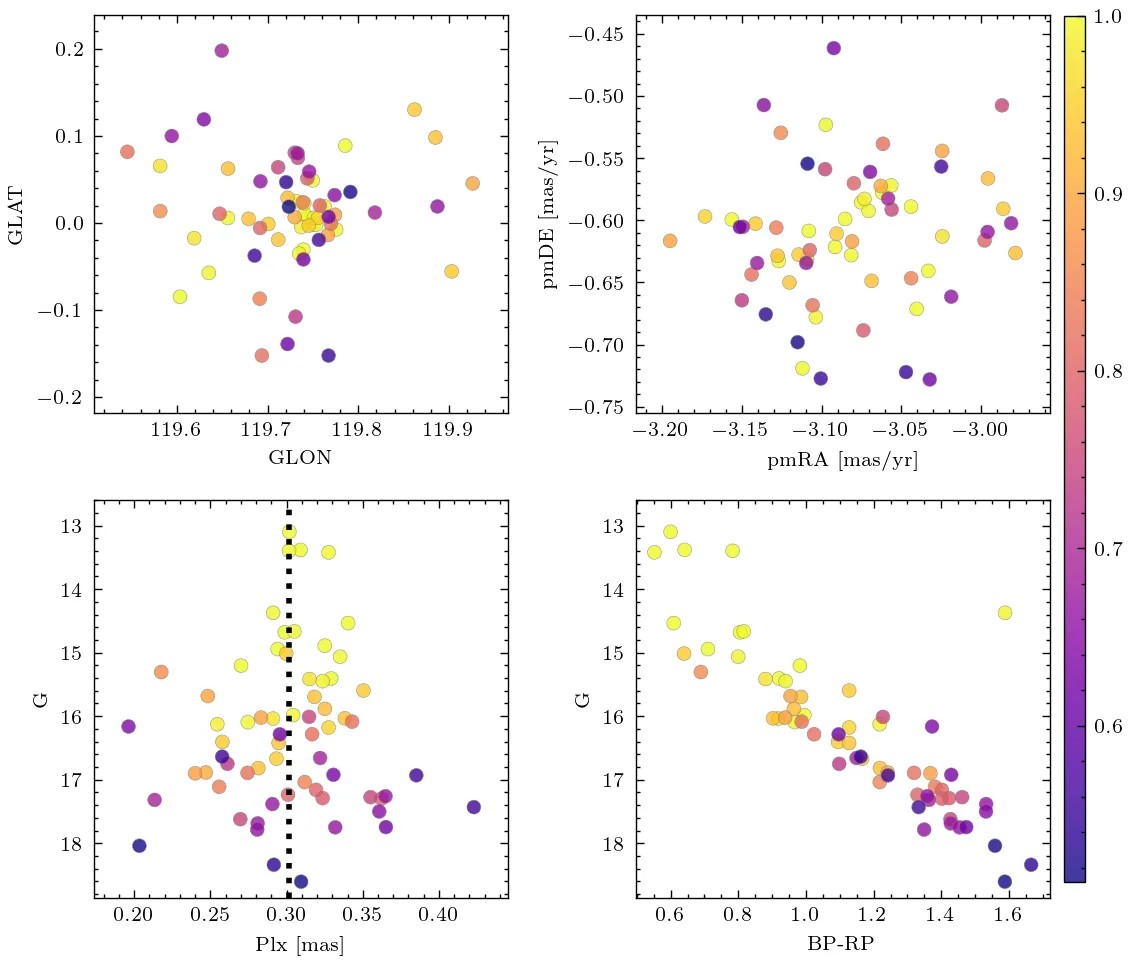 0.2
0.1
0.0
−0.1
−0.2
GLAT
119.6 119.7 119.8 119.9
GLON
−0.45
−0.50
−0.55
−0.60
−0.65
−0.70
−0.75
pmDE [mas/yr]
−3.20 −3.15 −3.10 −3.05 −3.00
pmRA [mas/yr]
1.0
0.9
0.8
0.7
0.6
13
14
15
16
17
18
G
0.20 0.25 0.30 0.35 0.40
Plx [mas]
13
14
15
16
17
18
G
0.6 0.8 1.0 1.2 1.4 1.6
BP-RP